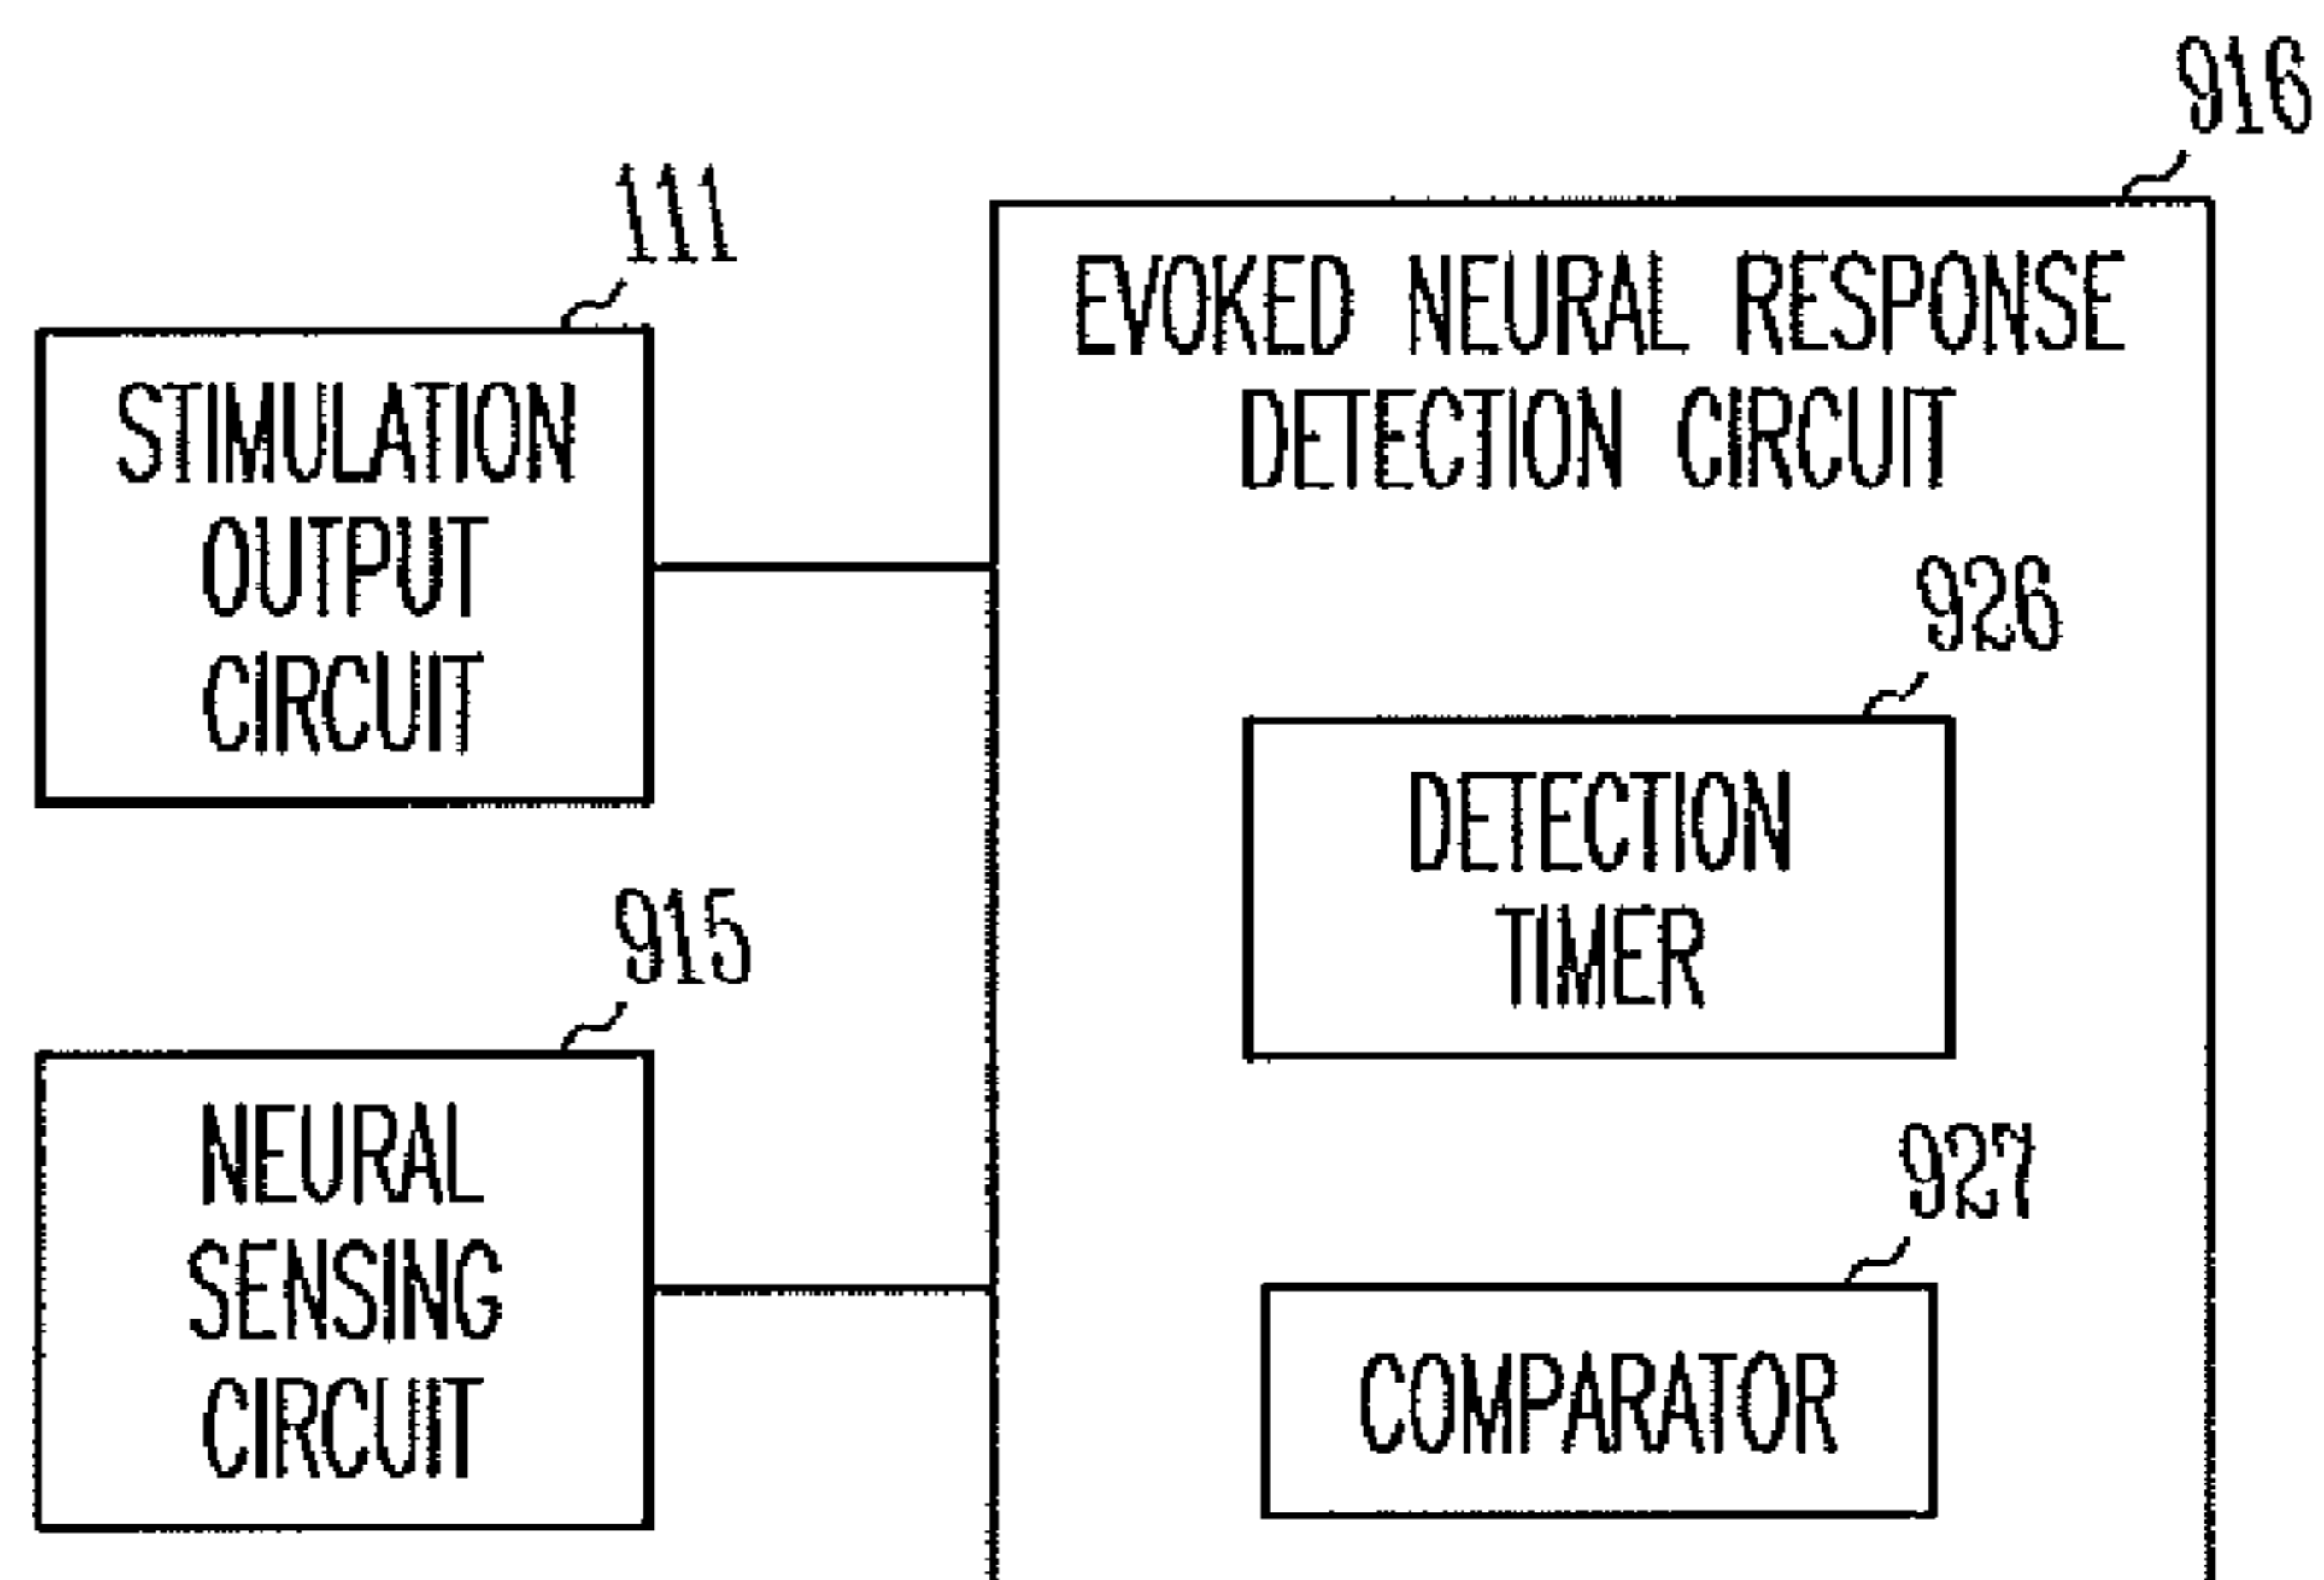 916
111
EVOKED NEURAL RESPONSE
DETECTION CIRCUIT
STIMULATION
OUTPUT
CIRCUIT
926
DETECTION
TIMER
915
NEURAL
SENSING
CIRCUIT
927
COMPARATOR